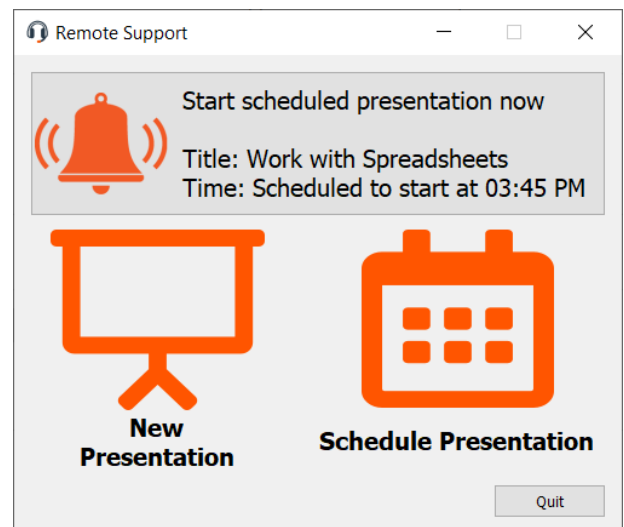 Remote Support
Start scheduled presentation now
Title: Work with Spreadsheets
Time: Scheduled to start at 03:45 PM
New
Presentation
Schedule Presentation
Quit